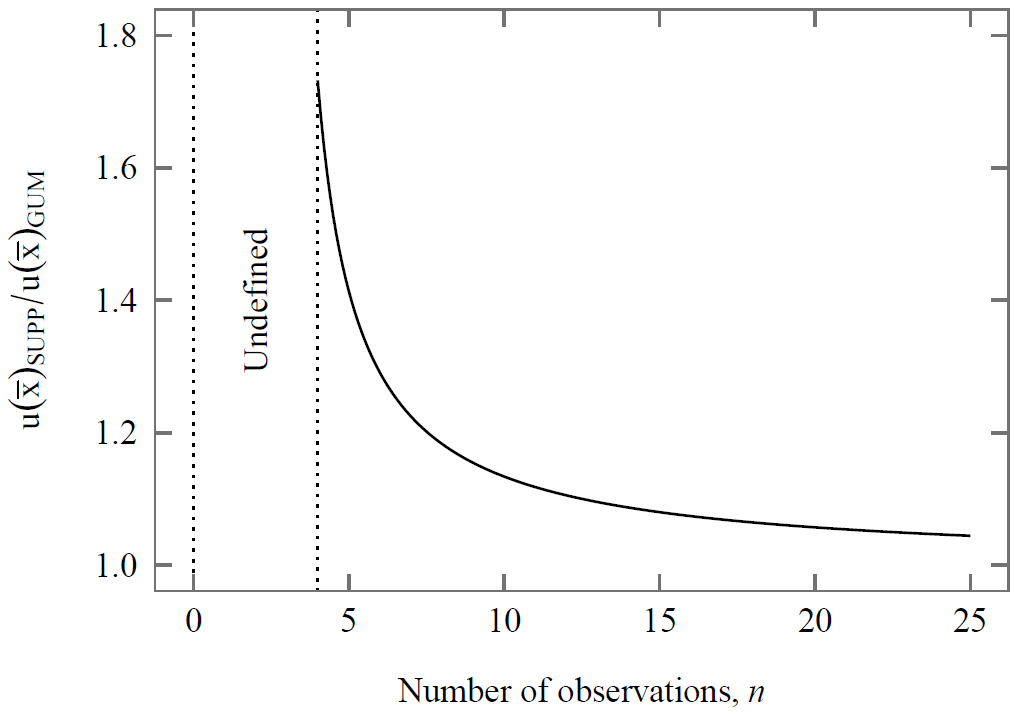 1.8
1.6
1.4
1.2
1.0
u(x̅)SUPP/u(x̅)GUM
Undefined
0 5 10 15 20 25
Number of observations, n